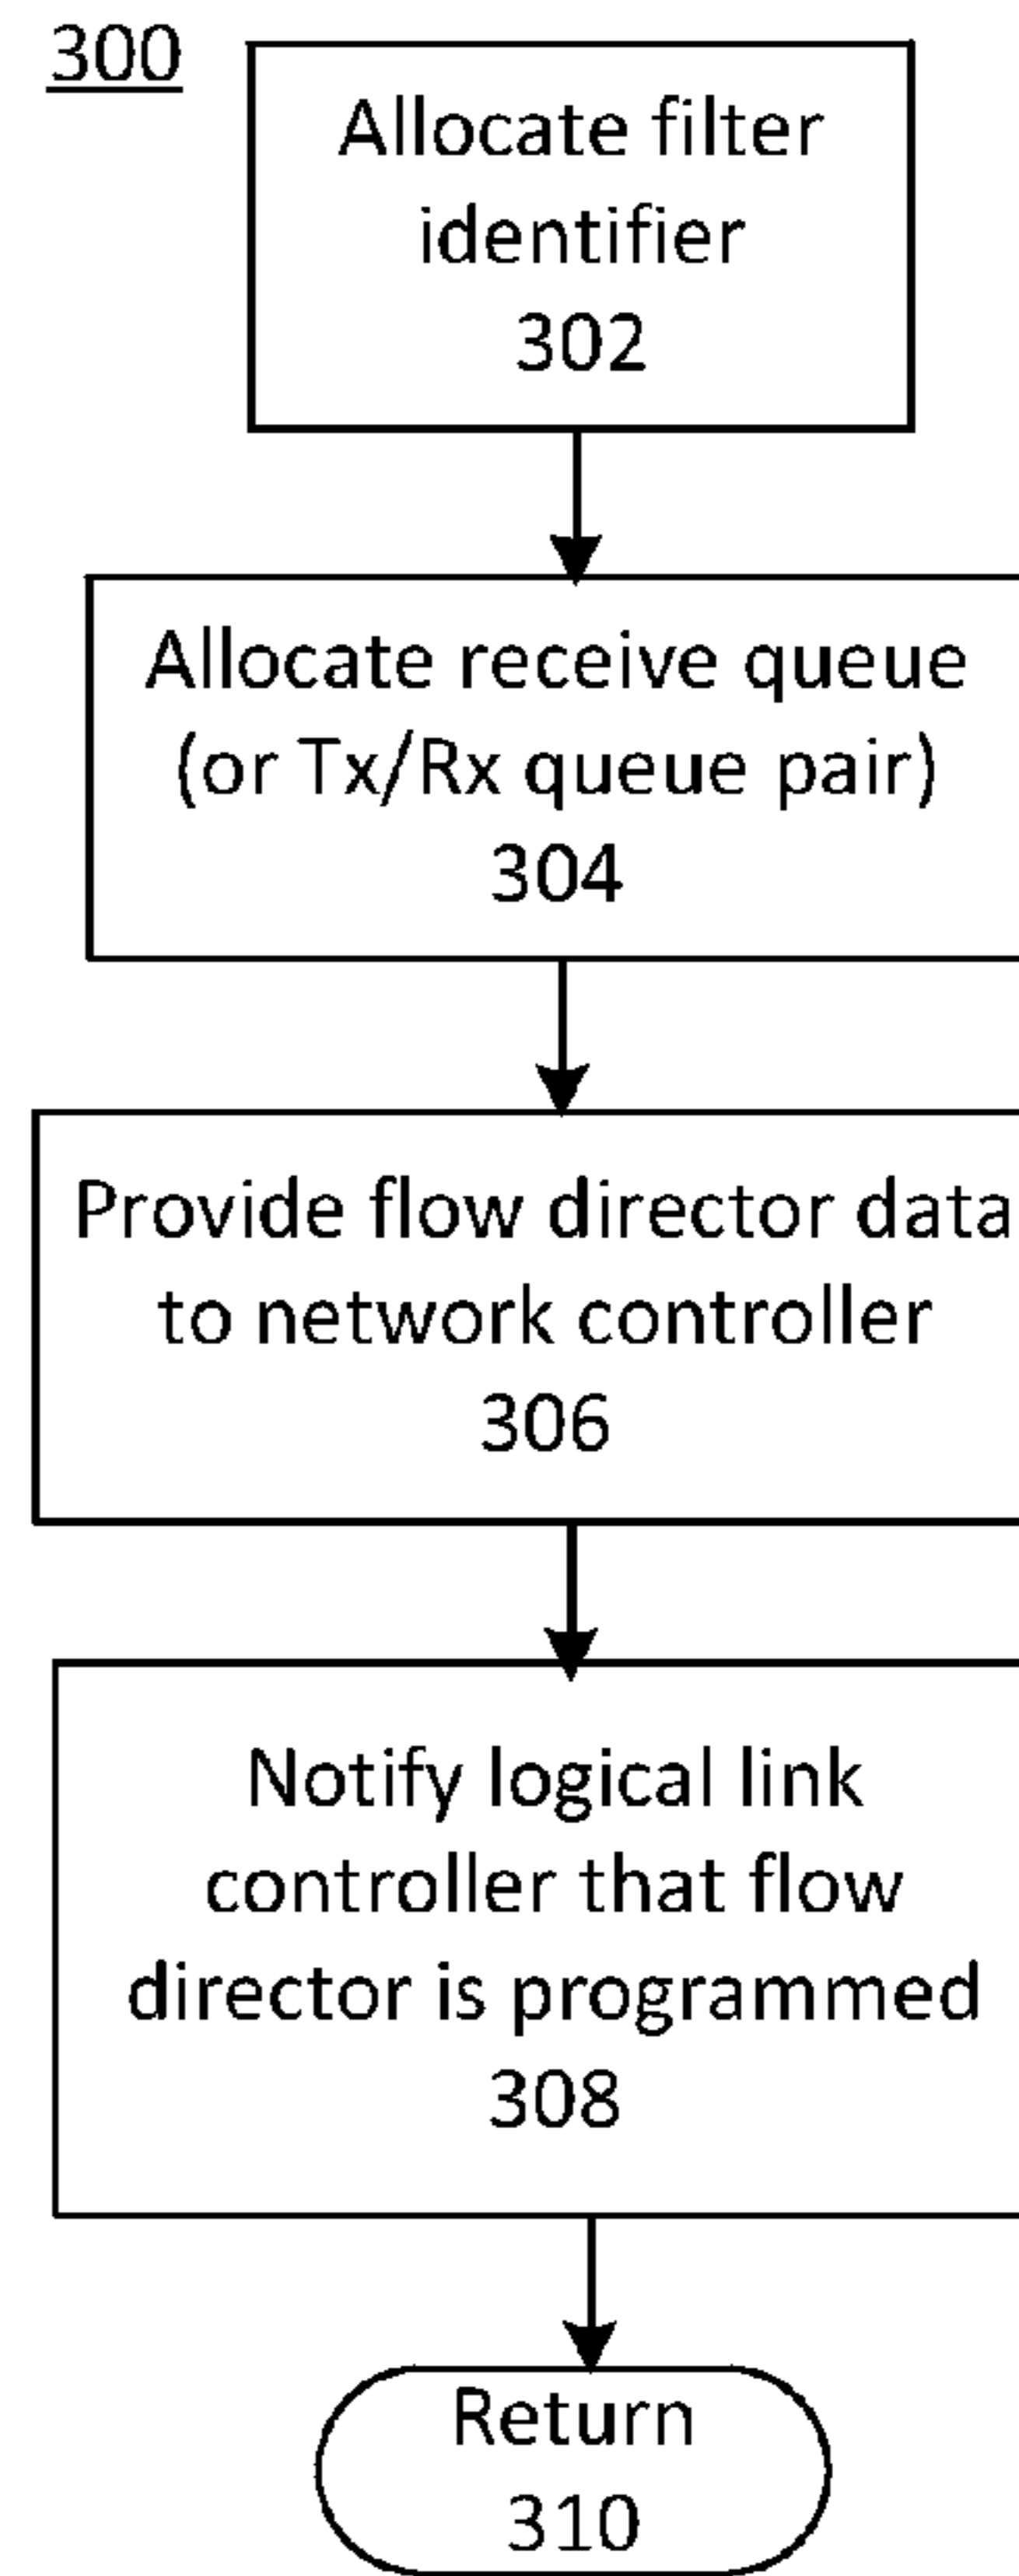 300
Allocate filter
identifier
302
Allocate receive queue
(or Tx/Rx queue pair)
304
Provide flow director data
to network controller
306
Notify logical link
controller that flow
director is programmed
308
Return
310